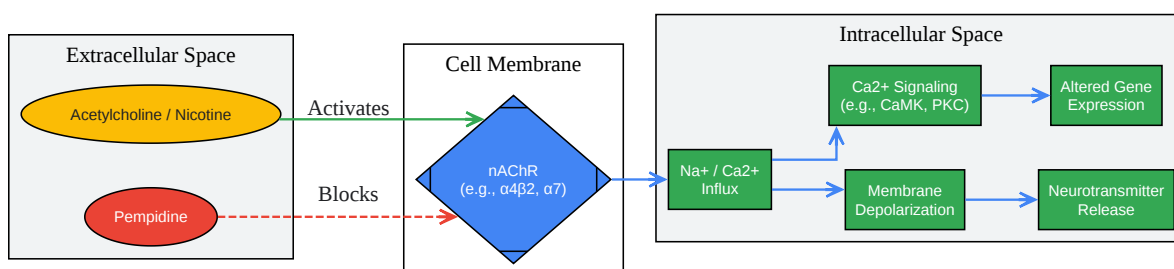 Extracellular Space
Acetylcholine / Nicotine
Pempidine
Activates
Blocks
Cell Membrane
nAChR
(e.g., α4β2, α7)
Intracellular Space
Na+ / Ca2+
Influx
Ca2+ Signaling
(e.g., CaMK, PKC)
Altered Gene
Expression
Membrane
Depolarization
Neurotransmitter
Release